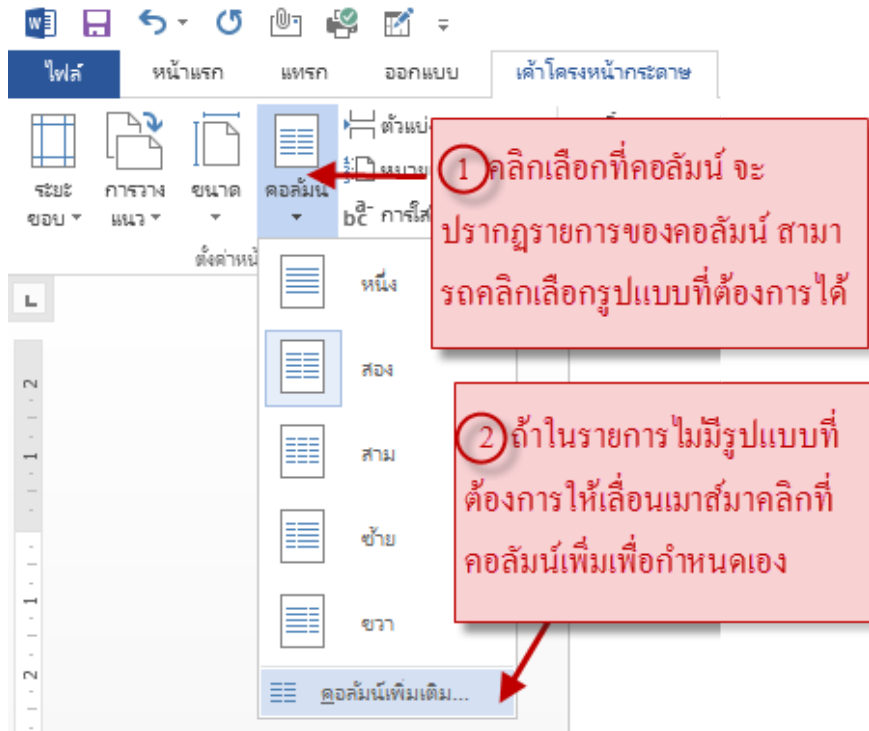 ไฟล์ หน้าแรก แทรก ออกแบบ เค้าโครงหน้ากระดาษ
ระยะ
ขอบ
การวาง
แนว
ขนาด
คอลัมน์
bc a-
การใส่
ตั้งค่าหน้
1 คลิกเลือกที่คอลัมน์ จะ
ปรากฏรายการของคอลัมน์ สามา
รถคลิกเลือกรูปแบบที่ต้องการได้
หนึ่ง
สอง
สาม
ซ้าย
ขวา
คอลัมน์เพิ่มเติม...
2 ถ้าในรายการไม่มีรูปแบบที่
ต้องการให้เลื่อนเมาส์มาคลิกที่
คอลัมน์เพิ่มเพื่อกำหนดเอง
L
2
1
1
2